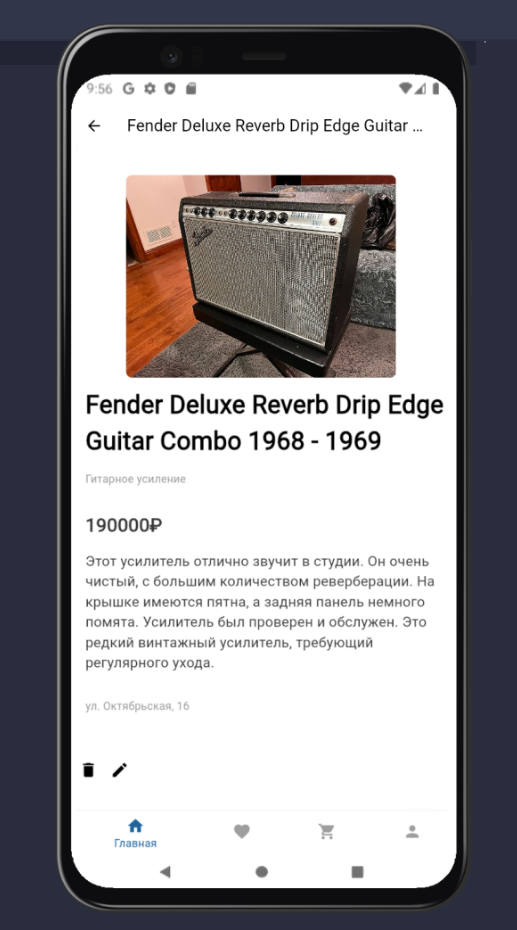 9:56 G
Fender Deluxe Reverb Drip Edge Guitar ...
Fender
Fender Deluxe Reverb Drip Edge
Guitar Combo 1968 - 1969
Гитарное усиление
190000₽
Этот усилитель отлично звучит в студии. Он очень
чистый, с большим количеством реверберации. На
крышке имеются пятна, а задняя панель немного
помята. Усилитель был проверен и обслужен. Это
редкий винтажный усилитель, требующий
регулярного ухода.
ул. Октябрьская, 16
Главная